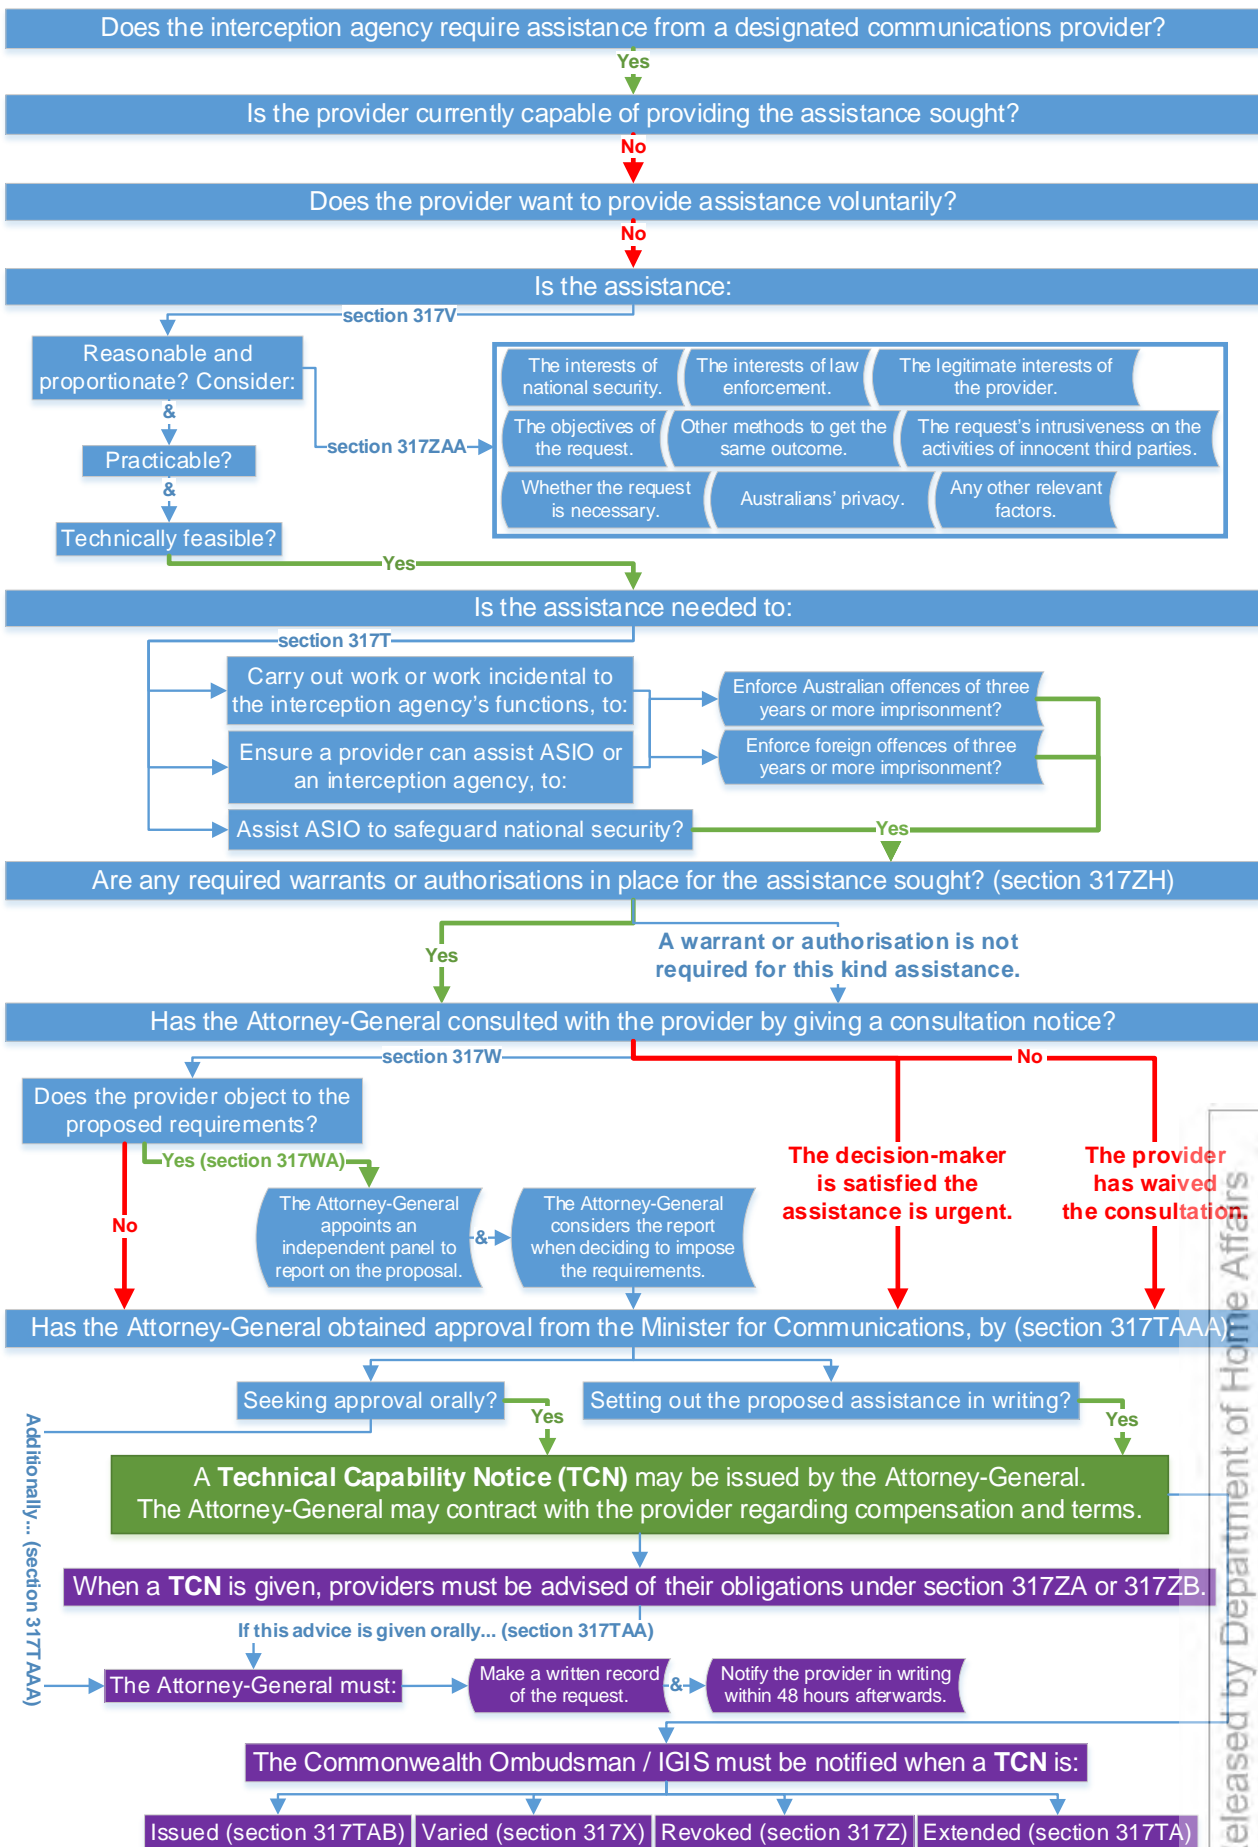 Does the interception agency require assistance from a designated communications provider?
Yes
Is the provider currently capable of providing the assistance sought?
No
Does the provider want to provide assistance voluntarily?
No
Is the assistance:
section 317V
Reasonable and
proportionate? Consider:
&
Practicable?
&
Technically feasible?
section 317ZAA
The interests of
national security.
The interests of law
enforcement.
The legitimate interests of
the provider.
The objectives of
the request.
Other methods to get the
same outcome.
The request's intrusiveness on the
activities of innocent third parties.
Whether the request
is necessary.
Australians' privacy.
Any other relevant
factors.
Yes
Is the assistance needed to:
section 317T
Carry out work or work incidental to
the interception agency's functions, to:
Ensure a provider can assist ASIO or
an interception agency, to:
Assist ASIO to safeguard national security?
Enforce Australian offences of three
years or more imprisonment?
Enforce foreign offences of three
years or more imprisonment?
Yes
Are any required warrants or authorisations in place for the assistance sought? (section 317ZH)
Yes
A warrant or authorisation is not
required for this kind assistance.
Has the Attorney-General consulted with the provider by giving a consultation notice?
section 317W
No
Does the provider object to the
proposed requirements?
Yes (section 317WA)
No
The Attorney-General
appoints an
independent panel to
report on the proposal.
&
The Attorney-General
considers the report
when deciding to impose
the requirements.
The decision-maker
is satisfied the
assistance is urgent.
The provider
has waived
the consultation.
Has the Attorney-General obtained approval from the Minister for Communications, by (section 317TAAA):
Seeking approval orally?
Yes
Setting out the proposed assistance in writing?
Yes
Additionally... (section 317TAAA)
A Technical Capability Notice (TCN) may be issued by the Attorney-General.
The Attorney-General may contract with the provider regarding compensation and terms.
When a TCN is given, providers must be advised of their obligations under section 317ZA or 317ZB.
If this advice is given orally... (section 317TAA)
The Attorney-General must:
Make a written record
of the request.
&
Notify the provider in writing
within 48 hours afterwards.
The Commonwealth Ombudsman / IGIS must be notified when a TCN is:
Issued (section 317TAB)
Varied (section 317X)
Revoked (section 317Z)
Extended (section 317TA)
eleased by Department of Home Affairs